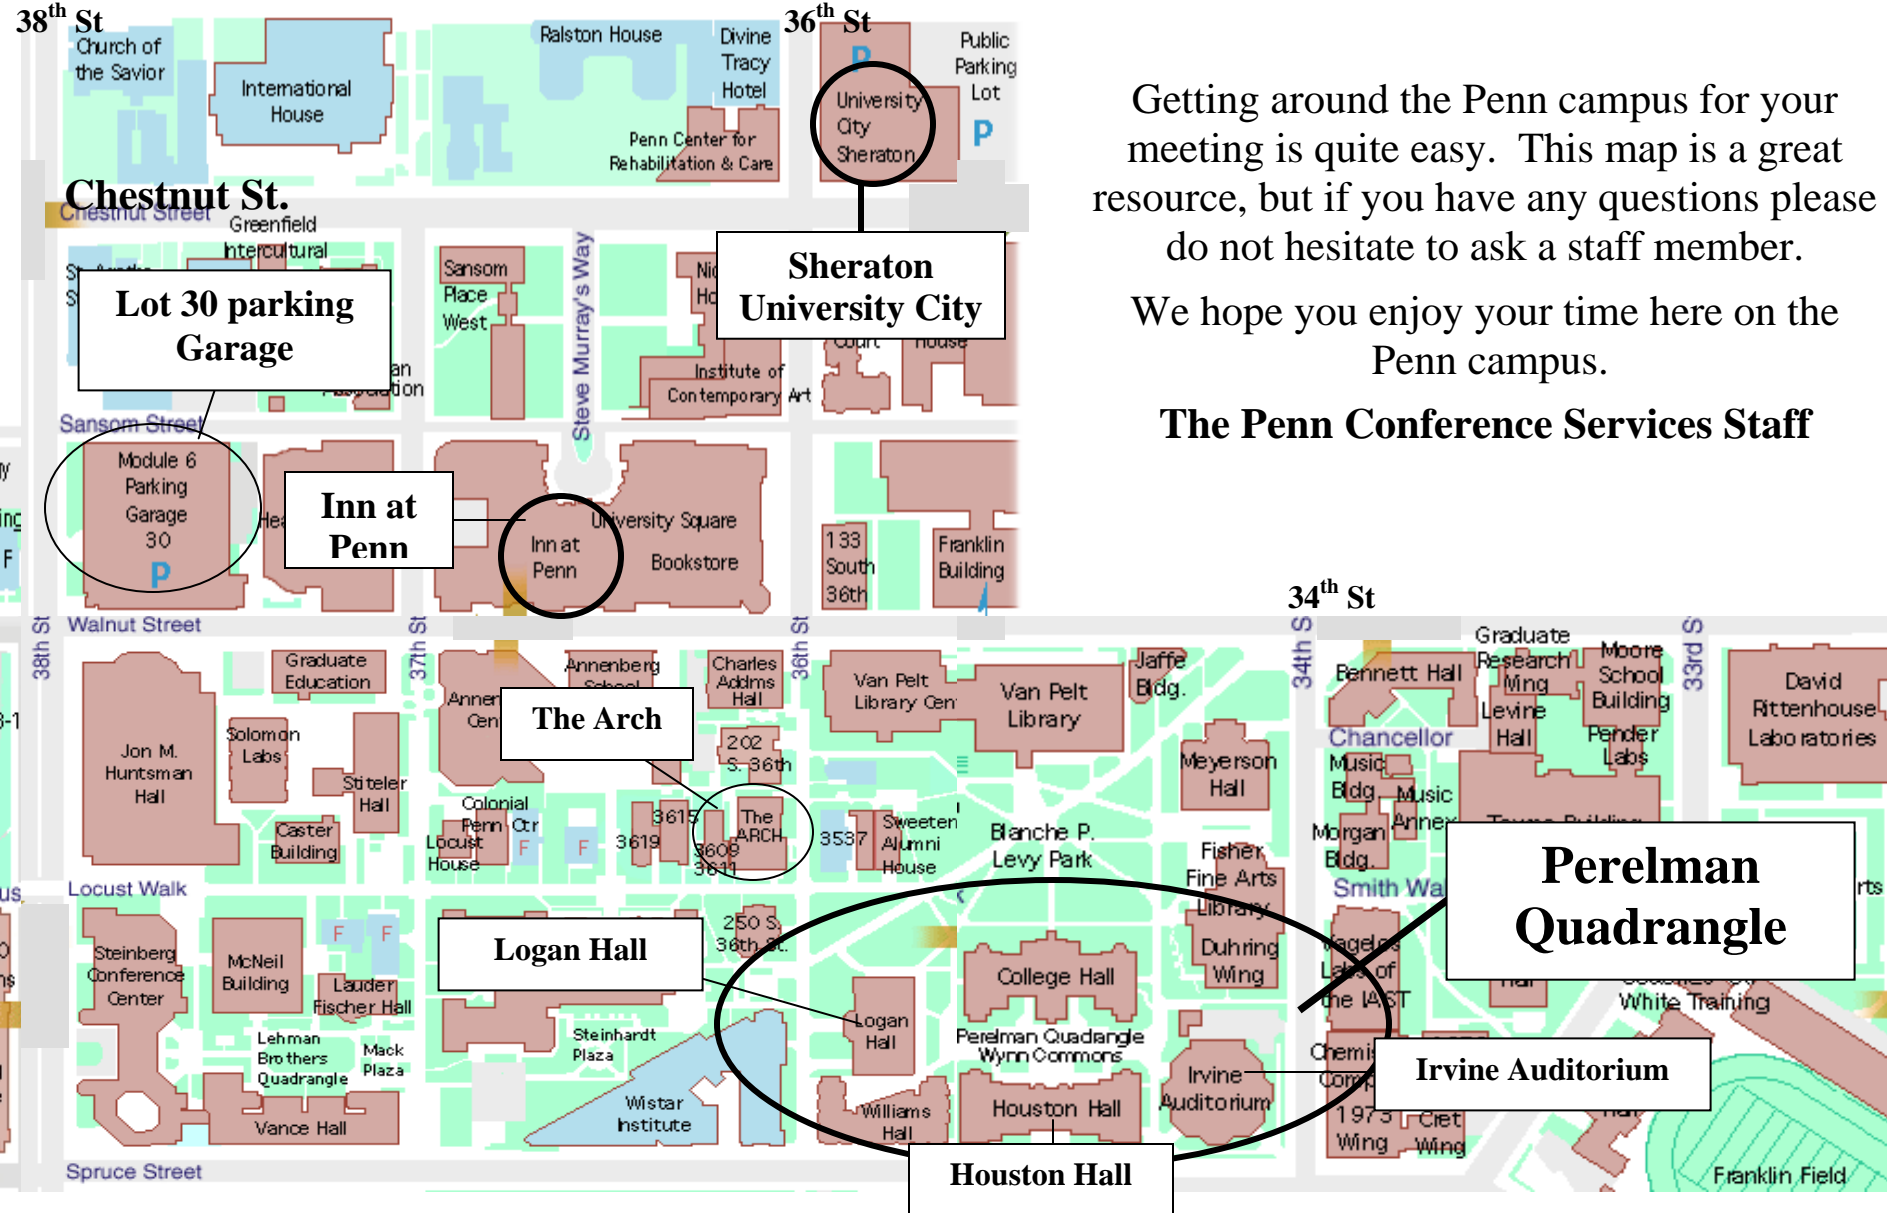 38th St
36th St
Church of
the Savior
International
House
Ralston House
Divine
Tracy
Hotel
Penn Center for
Rehabilitation & Care
P
University
City
Sheraton
Public
Parking
Lot
P
Getting around the Penn campus for your
meeting is quite easy. This map is a great
resource, but if you have any questions please
do not hesitate to ask a staff member.
We hope you enjoy your time here on the
Penn campus.
The Penn Conference Services Staff
Chestnut St.
Chestnut Street
Greenfield
Intercultural
Lot 30 parking
Garage
Sansom
Place
West
Steve Murray's Way
Sheraton
University City
Court
House
Institute of
Contemporary Art
Sansom Street
Module 6
Parking
Garage
30
P
Inn at
Penn
Inn at
Penn
University Square
Bookstore
133
South
36th
Franklin
Building
F
34th St
Walnut Street
38th St
37th St
36th St
34th S
33rd S
Graduate
Education
Annenberg
School
Charles
Addms
Hall
Van Pelt
Library Cen
Van Pelt
Library
Jaffe
Bldg.
Bennett Hall
Graduate
Research
Wing
Moore
School
Building
Levine
Hall
Pender
Labs
David
Rittenhouse
Laboratories
Jon M.
Huntsman
Hall
Solomon
Labs
Stiteler
Hall
Caster
Building
The Arch
202
S. 36th
Colonial
Penn Ctr
Locust
House
F
F
3619
3615
3609
3611
The
ARCH
3537
Sweeten
Alumni
House
Blanche P.
Levy Park
Meyerson
Hall
Fisher
Fine Arts
Library
Duhring
Wing
Chancellor
Music
Bldg.
Music
Annex
Morgan
Bldg.
Towne Building
Smith Wal
Perelman
Quadrangle
Locust Walk
Steinberg
Conference
Center
McNeil
Building
F
F
Lauder
Fischer Hall
Logan Hall
250 S.
36th St.
College Hall
Vagelos
Labs of
the IAST
White Training
Lehman
Brothers
Quadrangle
Mack
Plaza
Steinhardt
Plaza
Logan
Hall
Perelman Quadrangle
Wynn Commons
Irvine
Auditorium
Irvine Auditorium
Vance Hall
Wistar
Institute
Williams
Hall
Houston Hall
1973
Wing
Cret
Wing
Spruce Street
Houston Hall
Franklin Field